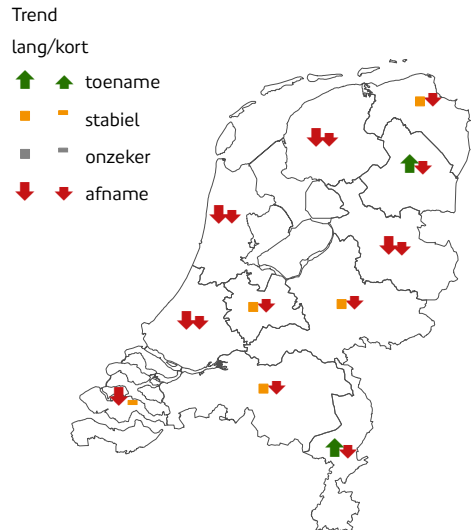 Trend
lang/kort
toename
stabiel
onzeker
afname